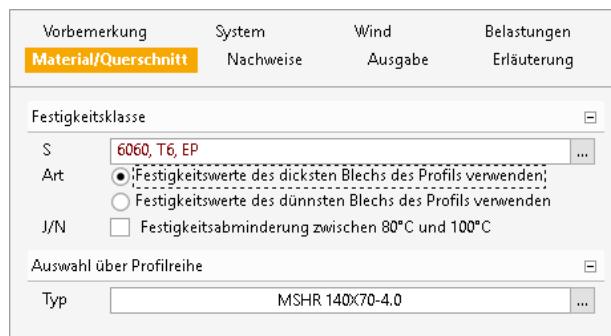 Vorbemerkung System Wind Belastungen
Material/Querschnitt Nachweise Ausgabe Erläuterung
Festigkeitsklasse
S 6060, T6, EP ...
Art Festigkeitswerte des dicksten Blechs des Profils verwenden
Festigkeitswerte des dünnsten Blechs des Profils verwenden
J/N Festigkeitsabminderung zwischen 80°C und 100°C
Auswahl über Profilreihe
Typ MSHR 140X70-4.0 ...